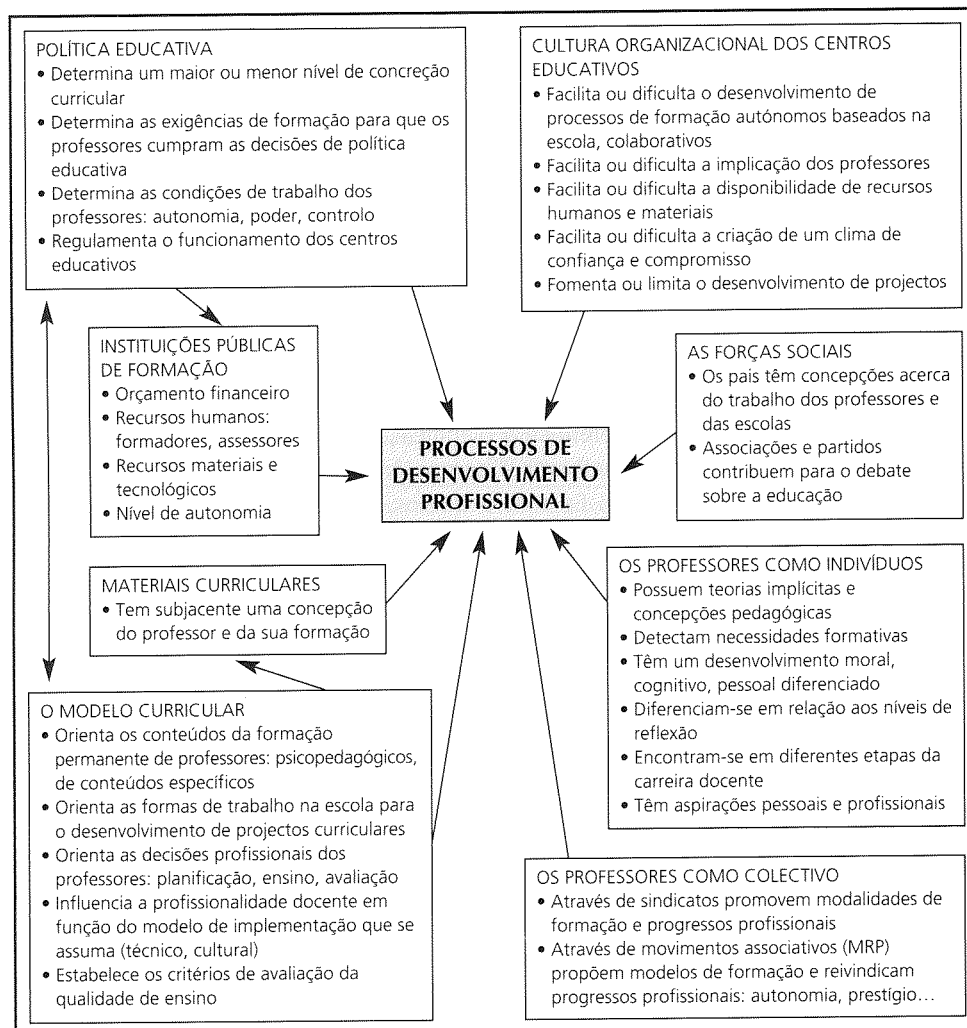 POLÍTICA EDUCATIVA
• Determina um maior ou menor nível de concreção
curricular
• Determina as exigências de formação para que os
professores cumpram as decisões de política
educativa
• Determina as condições de trabalho dos
professores: autonomia, poder, controlo
• Regulamenta o funcionamento dos centros
educativos
CULTURA ORGANIZACIONAL DOS CENTROS
EDUCATIVOS
• Facilita ou dificulta o desenvolvimento de
processos de formação autónomos baseados na
escola, colaborativos
• Facilita ou dificulta a implicação dos professores
• Facilita ou dificulta a disponibilidade de recursos
humanos e materiais
• Facilita ou dificulta a criação de um clima de
confiança e compromisso
• Fomenta ou limita o desenvolvimento de projectos
INSTITUIÇÕES PÚBLICAS
DE FORMAÇÃO
• Orçamento financeiro
• Recursos humanos:
formadores, assessores
• Recursos materiais e
tecnológicos
• Nível de autonomia
PROCESSOS DE
DESENVOLVIMENTO
PROFISSIONAL
AS FORÇAS SOCIAIS
• Os pais têm concepções acerca
do trabalho dos professores e
das escolas
• Associações e partidos
contribuem para o debate
sobre a educação
MATERIAIS CURRICULARES
• Tem subjacente uma concepção
do professor e da sua formação
OS PROFESSORES COMO INDIVÍDUOS
• Possuem teorias implícitas e
concepções pedagógicas
• Detectam necessidades formativas
• Têm um desenvolvimento moral,
cognitivo, pessoal diferenciado
• Diferenciam-se em relação aos níveis de
reflexão
• Encontram-se em diferentes etapas da
carreira docente
• Têm aspirações pessoais e profissionais
O MODELO CURRICULAR
• Orienta os conteúdos da formação
permanente de professores: psicopedagógicos,
de conteúdos específicos
• Orienta as formas de trabalho na escola para
o desenvolvimento de projectos curriculares
• Orienta as decisões profissionais dos
professores: planificação, ensino, avaliação
• Influencia a profissionalidade docente em
função do modelo de implementação que se
assuma (técnico, cultural)
• Estabelece os critérios de avaliação da
qualidade de ensino
OS PROFESSORES COMO COLECTIVO
• Através de sindicatos promovem modalidades de
formação e progressos profissionais
• Através de movimentos associativos (MRP)
propõem modelos de formação e reivindicam
progressos profissionais: autonomia, prestígio...